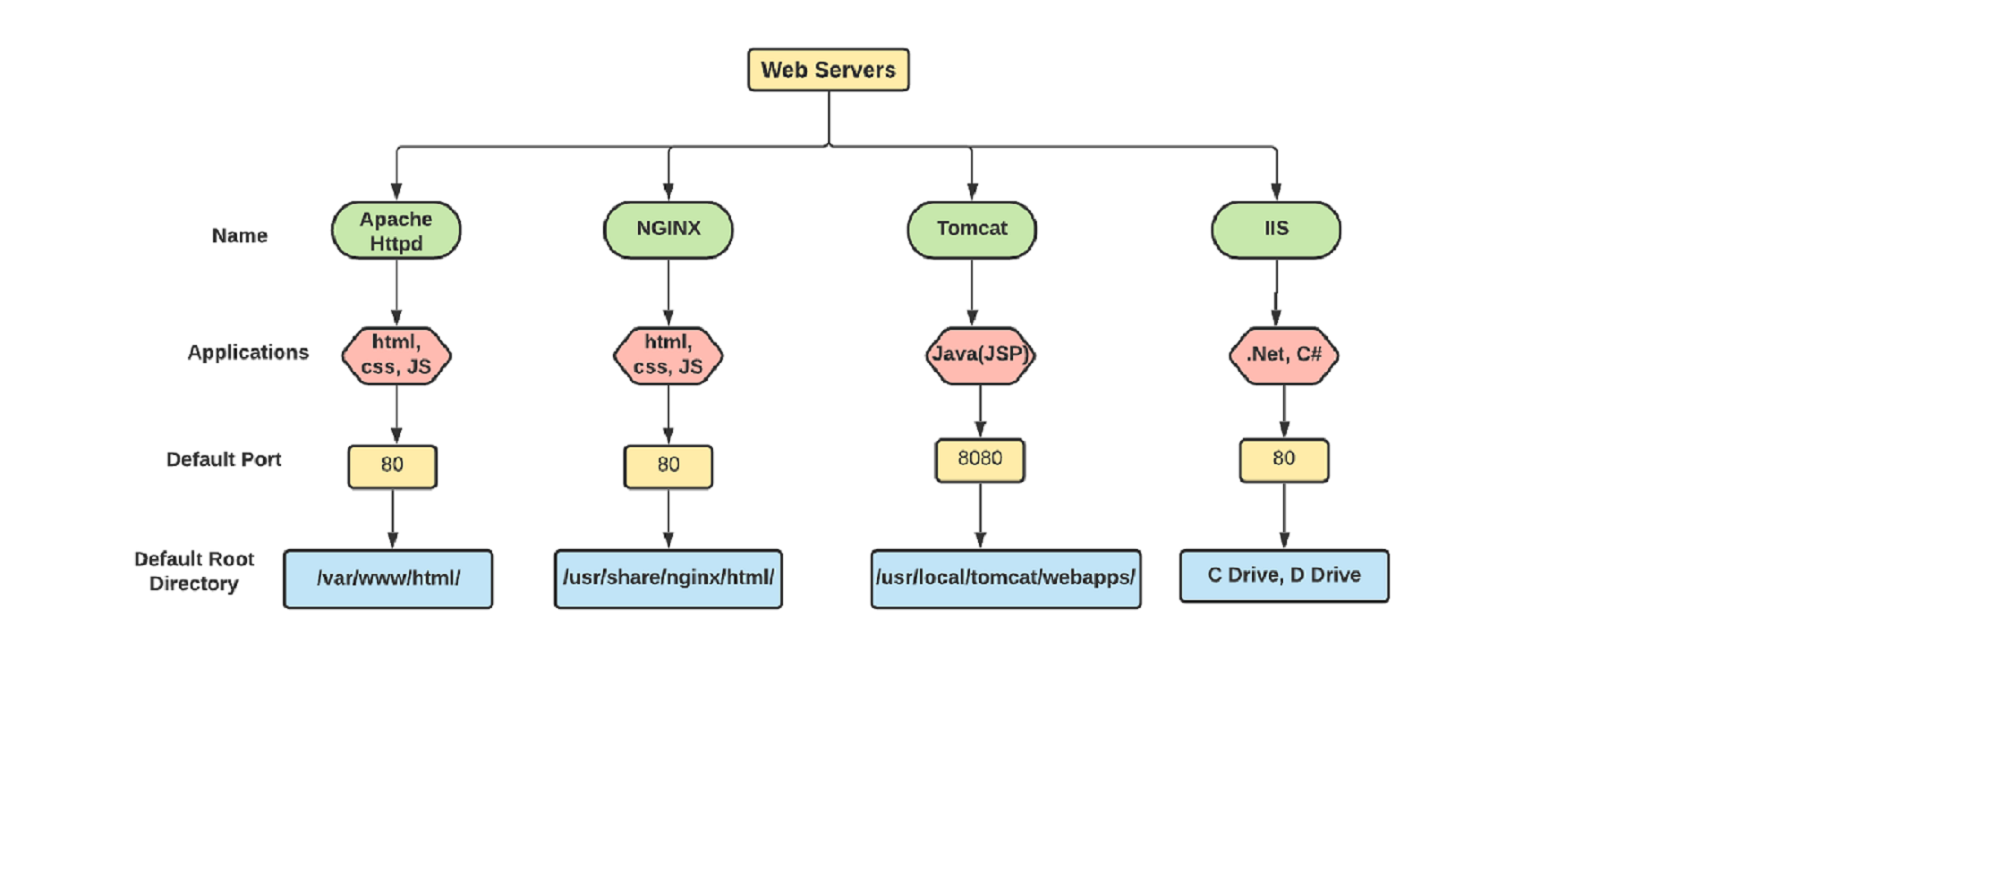 Web Servers
Name
Apache
Httpd
NGINX
Tomcat
IIS
Applications
html,
css, JS
html,
css, JS
Java(JSP)
.Net, C#
Default Port
80
80
8080
80
Default Root
Directory
/var/www/html/
/usr/share/nginx/html/
/usr/local/tomcat/webapps/
C Drive, D Drive